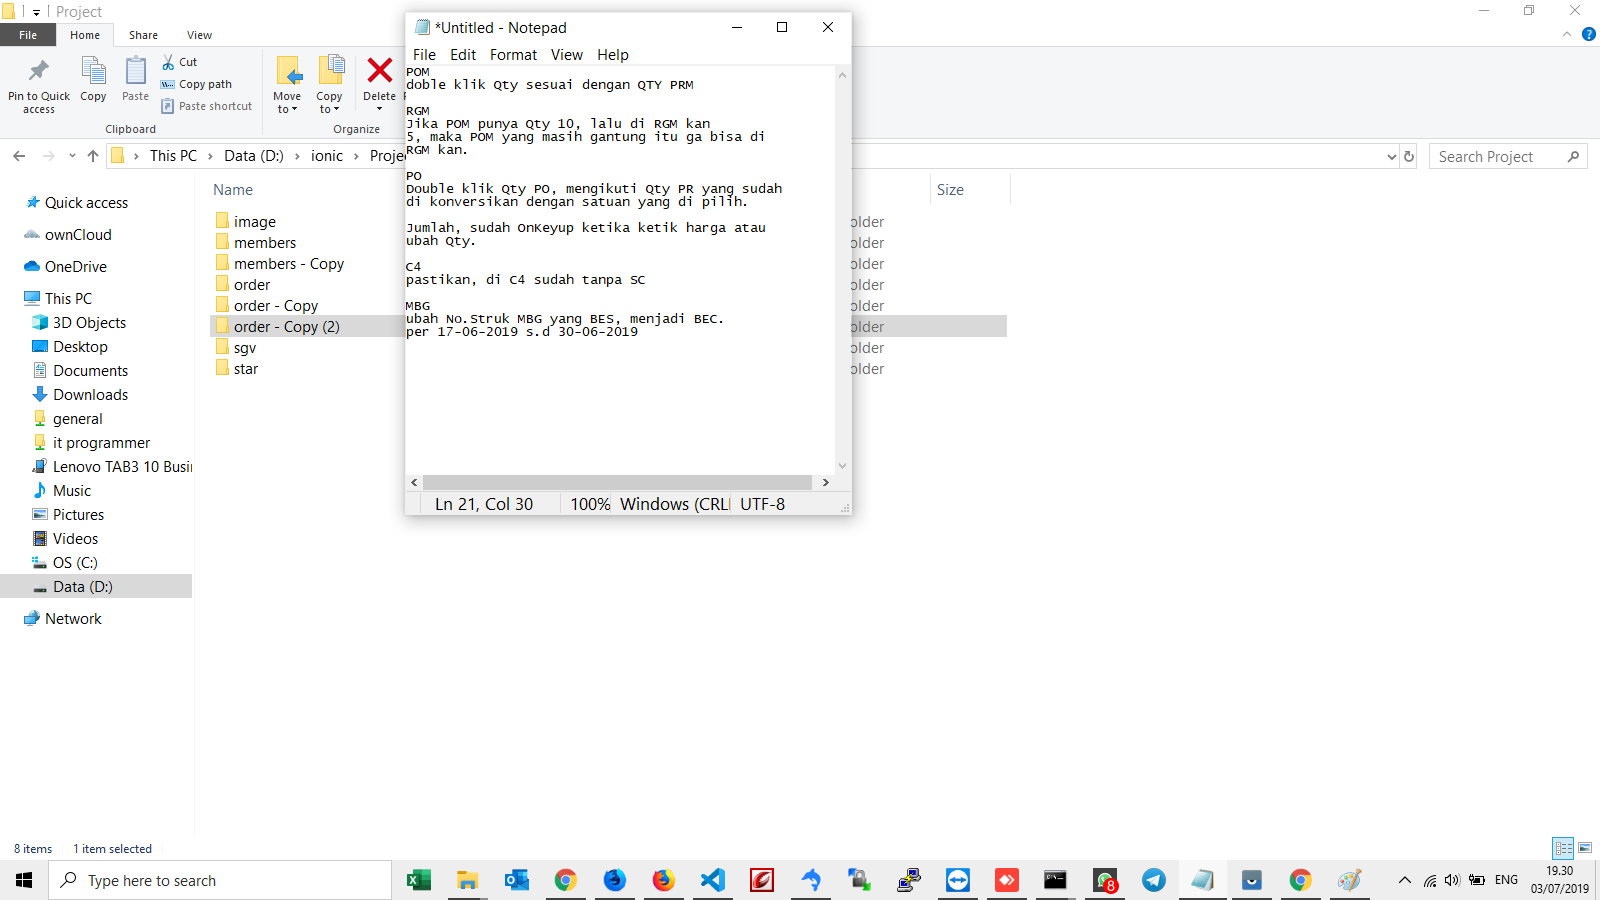 Project
File
Home
Share
View
Pin to Quick access
Copy
Paste
Cut
Copy path
Paste shortcut
Clipboard
Move to
Copy to
Delete
Organize
This PC
Data (D:)
ionic
Search Project
Quick access
ownCloud
OneDrive
This PC
3D Objects
Desktop
Documents
Downloads
general
it programmer
Lenovo TAB3 10 Busi
Music
Pictures
Videos
OS (C:)
Data (D:)
Network
Name
Size
image
members
members - Copy
order
order - Copy
order - Copy (2)
sgv
star
older
older
older
older
older
older
older
older
*Untitled - Notepad
File Edit Format View Help
POM
doble klik Qty sesuai dengan QTY PRM
RGM
Jika POM punya Qty 10, lalu di RGM kan
5, maka POM yang masih gantung itu ga bisa di
RGM kan.
PO
Double klik Qty PO, mengikuti Qty PR yang sudah
di konversikan dengan satuan yang di pilih.
Jumlah, sudah OnKeyup ketika ketik harga atau
ubah Qty.
C4
pastikan, di C4 sudah tanpa SC
MBG
ubah No.Struk MBG yang BES, menjadi BEC.
per 17-06-2019 s.d 30-06-2019
Ln 21, Col 30
100%
Windows (CRL
UTF-8
8 items
1 item selected
Type here to search
8
ENG
19.30
03/07/2019